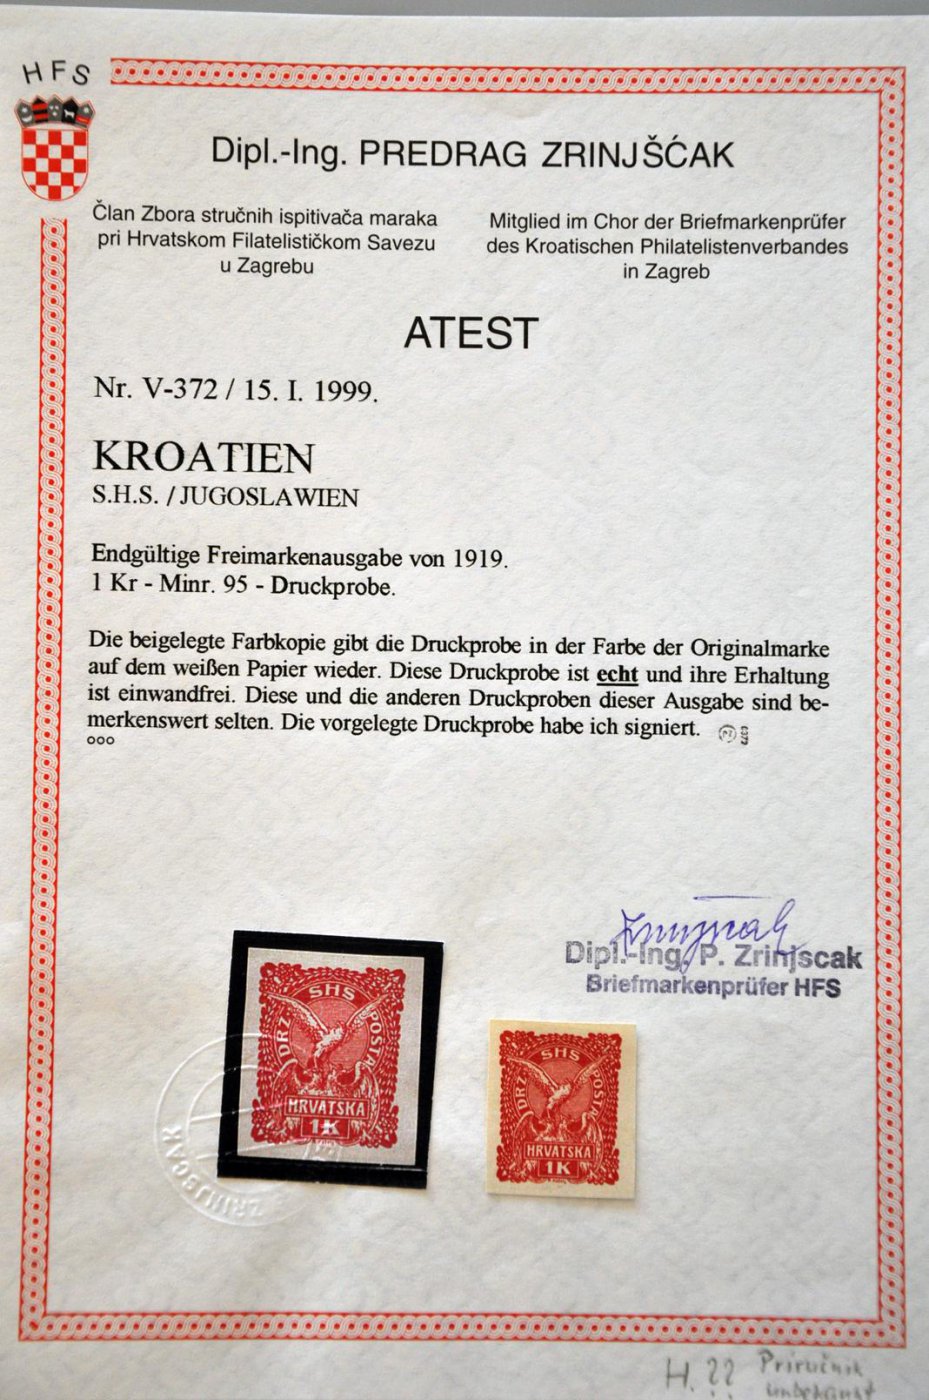 HFS
Dipl.-Ing. PREDRAG ZRINJŠĆAK
Član Zbora stručnih ispitivača maraka
pri Hrvatskom Filatelističkom Savezu
u Zagrebu
Mitglied im Chor der Briefmarkenprüfer
des Kroatischen Philatelistenverbandes
in Zagreb
ATEST
Nr. V-372 / 15. I. 1999.
KROATIEN
S.H.S. / JUGOSLAWIEN
Endgültige Freimarkenausgabe von 1919.
1 Kr - Minr. 95 - Druckprobe.
Die beigelegte Farbkopie gibt die Druckprobe in der Farbe der Originalmarke
auf dem weißen Papier wieder. Diese Druckprobe ist echt und ihre Erhaltung
ist einwandfrei. Diese und die anderen Druckproben dieser Ausgabe sind be-
merkenswert selten. Die vorgelegte Druckprobe habe ich signiert.
ooo
Dipl.-Ing. P. Zrinjscak
Briefmarkenprüfer HFS
SHS
DRŽ. POŠTA
HRVATSKA
1K
SHS
DRŽ. POŠTA
HRVATSKA
1K
ZRINJŠĆAK
H. ?? Priručnik
unbekannt